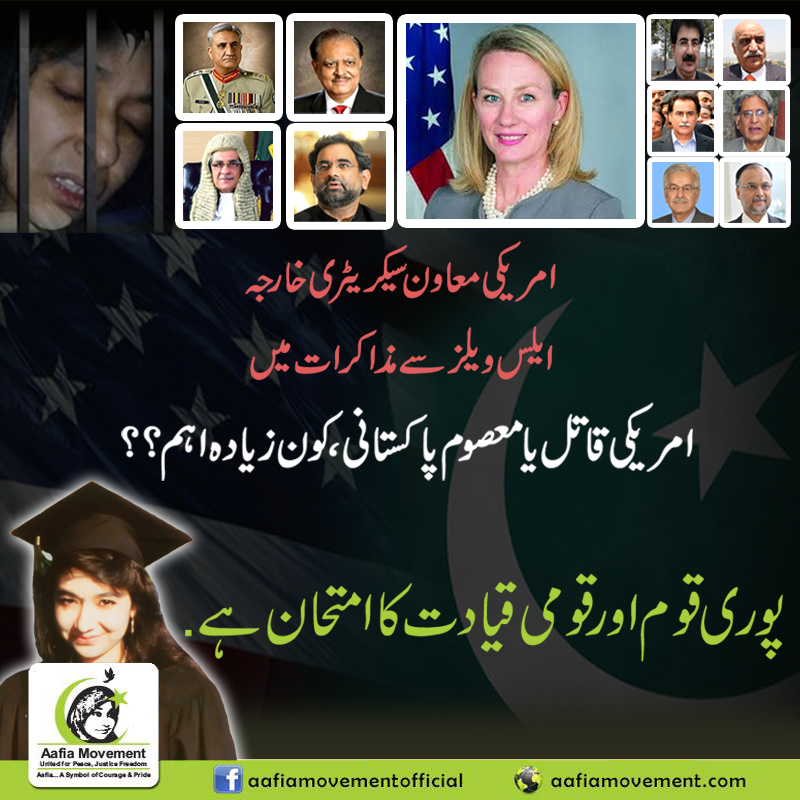 امریکی معاون سیکریٹری خارجہ
ایلس ویلز سے مذاکرات میں
امریکی قاتل یا معصوم پاکستانی، کون زیادہ اہم؟؟
پوری قوم اور قومی قیادت کا امتحان ہے.
Aafia Movement
United for Peace, Justice Freedom
Aafia... A Symbol of Courage & Pride
f aafiamovementofficial
aafiamovement.com